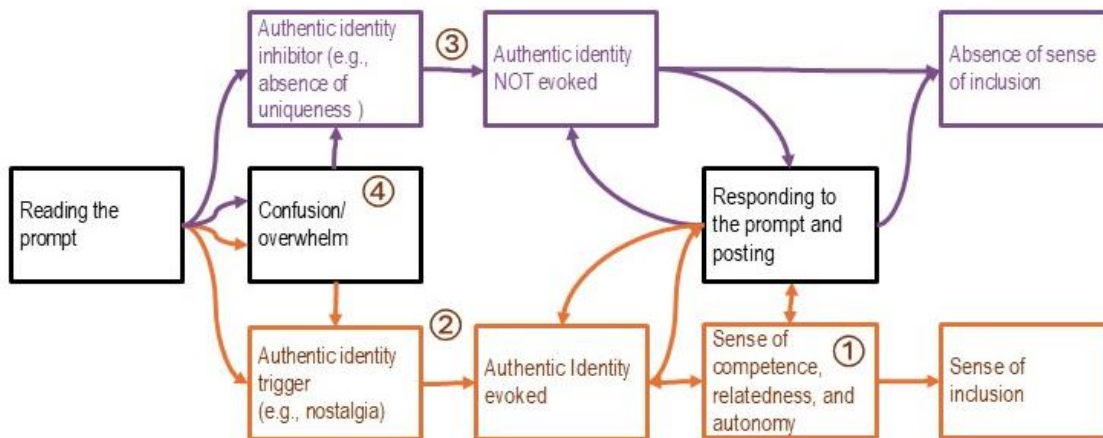 Authentic identity
inhibitor (e.g.,
absence of
uniqueness )
③
Authentic identity
NOT evoked
Absence of sense
of inclusion
Reading the
prompt
④
Confusion/
overwhelm
Responding to
the prompt and
posting
②
Authentic identity
trigger
(e.g., nostalgia)
Authentic Identity
evoked
①
Sense of
competence,
relatedness, and
autonomy
Sense of
inclusion